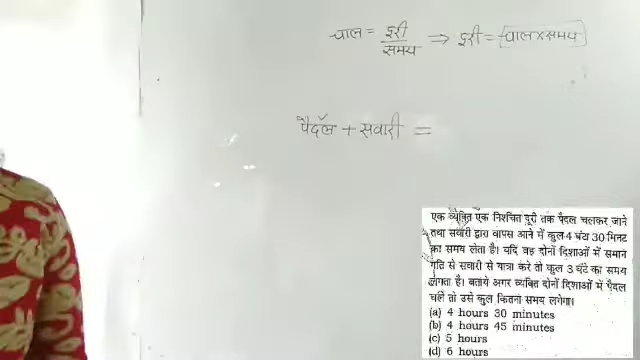 चाल = दूरी / समय ⇒ दूरी = चाल × समय
पैदल + सवारी =
एक व्यक्ति एक निश्चित दूरी तक पैदल चलकर जाने
तथा सवारी द्वारा वापस आने में कुल 4 घंटा 30 मिनट
का समय लेता है। यदि वह दोनों दिशाओं में समान
गति से सवारी से यात्रा करे तो कुल 3 घंटे का समय
लगता है। बताये अगर व्यक्ति दोनों दिशाओं में पैदल
चले तो उसे कुल कितना समय लगेगा।
(a) 4 hours 30 minutes
(b) 4 hours 45 minutes
(c) 5 hours
(d) 6 hours